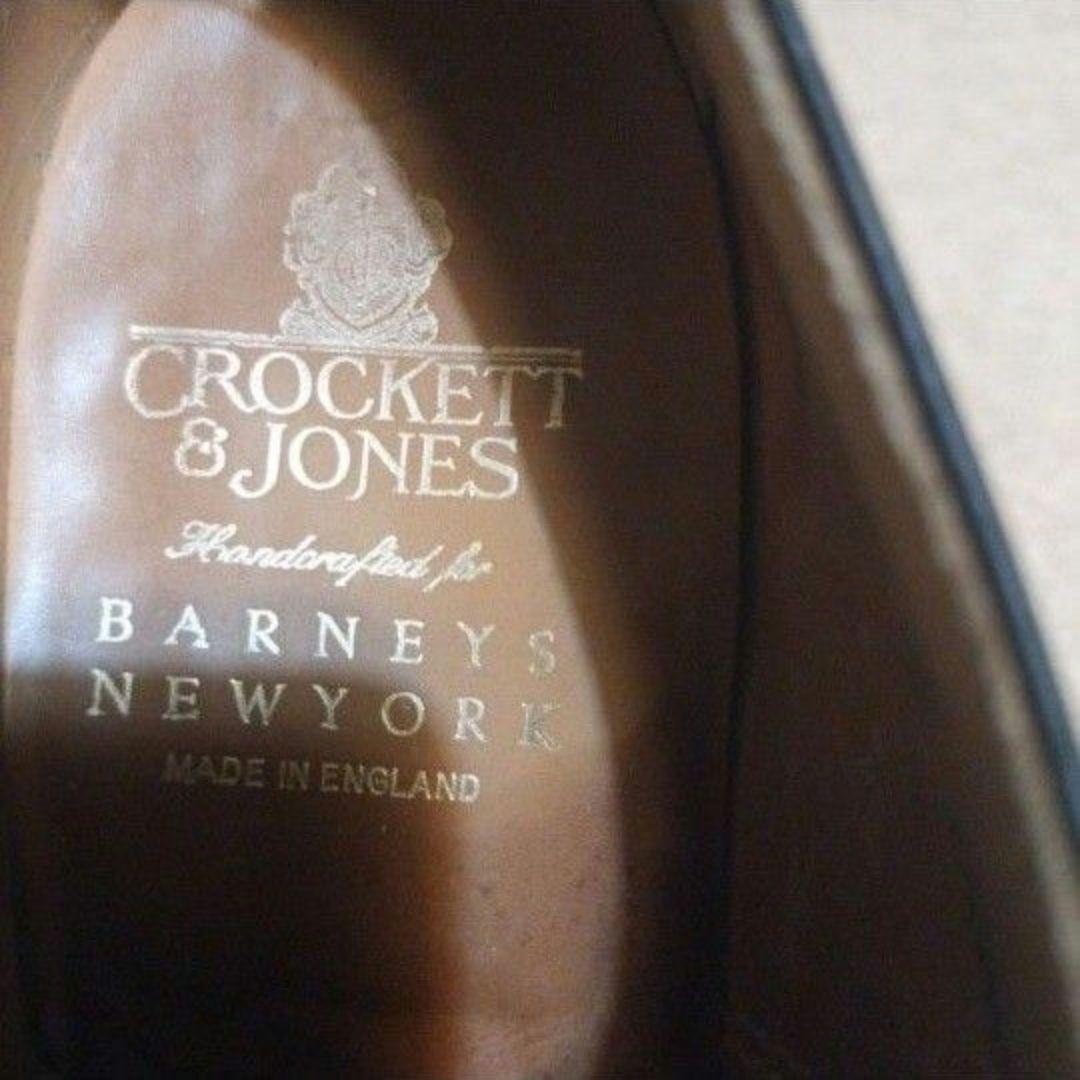 CROCKETT
& JONES
Handcrafted for
BARNEYS
NEWYORK
MADE IN ENGLAND